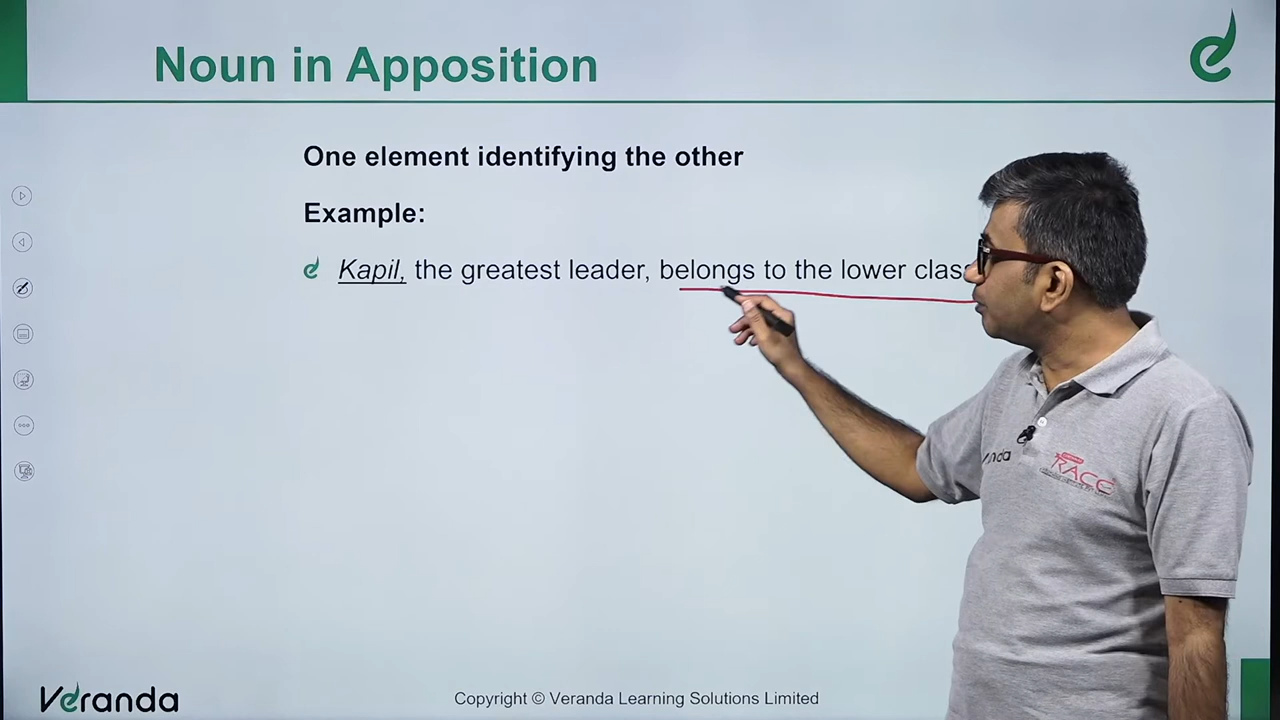 Noun in Apposition
One element identifying the other
Example:
Kapil, the greatest leader, belongs to the lower
RACE
Veranda
Copyright © Veranda Learning Solutions Limited